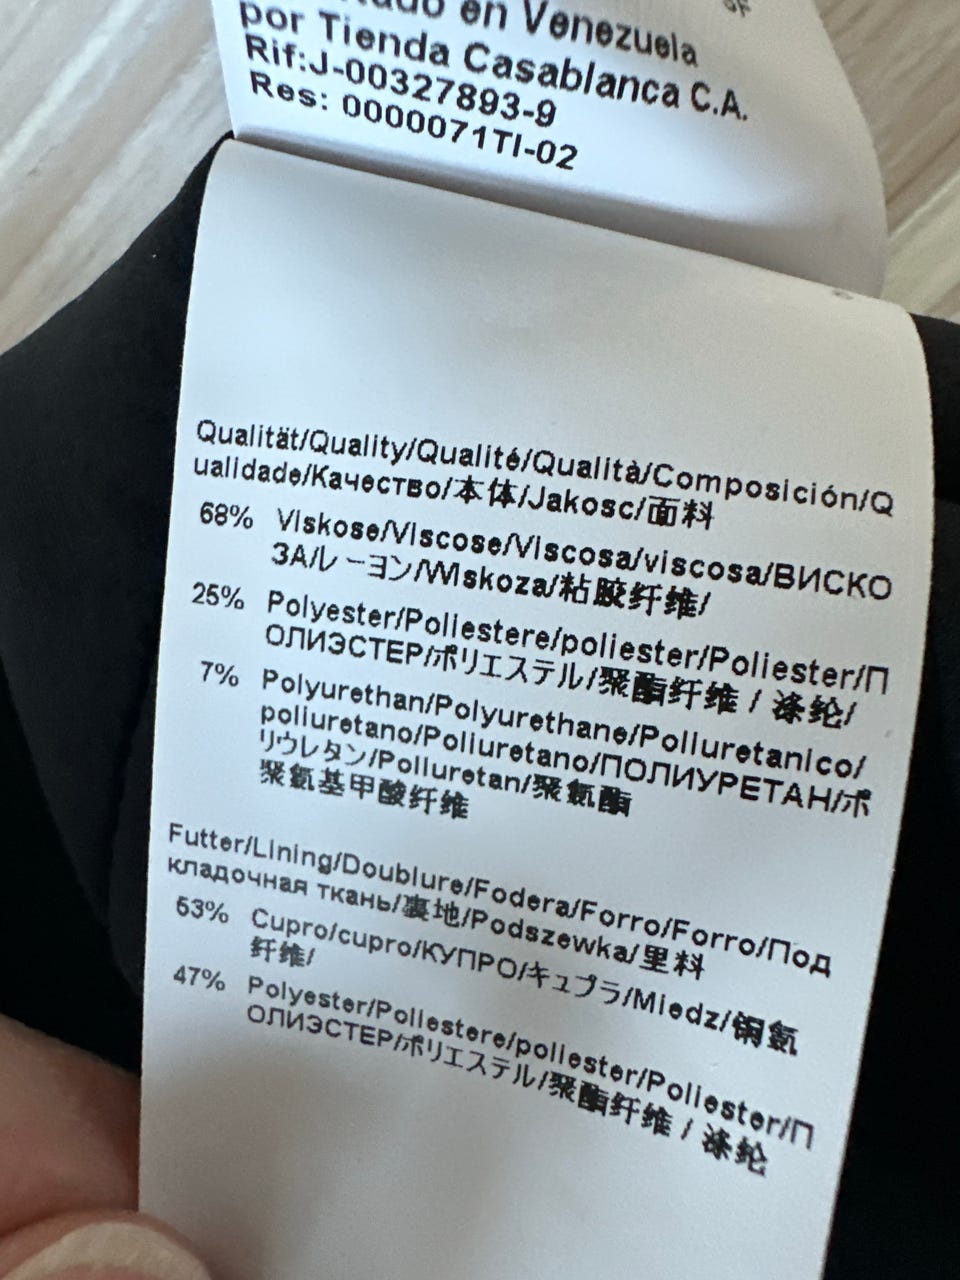 en Venezuela
por Tienda Casablanca C.A.
Rif:J-00327893-9
Res: 0000071TI-02
Qualität/Quality/Qualité/Qualità/Composición/Q
ualidade/Качество/本体/Jakosc/面料
68% Viskose/Viscose/Viscosa/viscosa/ВИСКО
ЗА/レーヨン/Wiskoza/粘胶纤维/
25% Polyester/Poliestere/poliester/Poliester/П
ОЛИЭСТЕР/ポリエステル/聚酯纤维 / 涤纶/
7% Polyurethan/Polyurethane/Poliuretanico/
poliuretano/Poliuretano/ПОЛИУРЕТАН/ポ
リウレタン/Poliuretan/聚氨酯
聚氨基甲酸纤维
Futter/Lining/Doublure/Fodera/Forro/Forro/Под
кладочная ткань/裏地/Podszewka/里料
53% Cupro/cupro/КУПРО/キュプラ/Miedz/铜氨
纤维/
47% Polyester/Poliestere/poliester/Poliester/П
ОЛИЭСТЕР/ポリエステル/聚酯纤维 / 涤纶